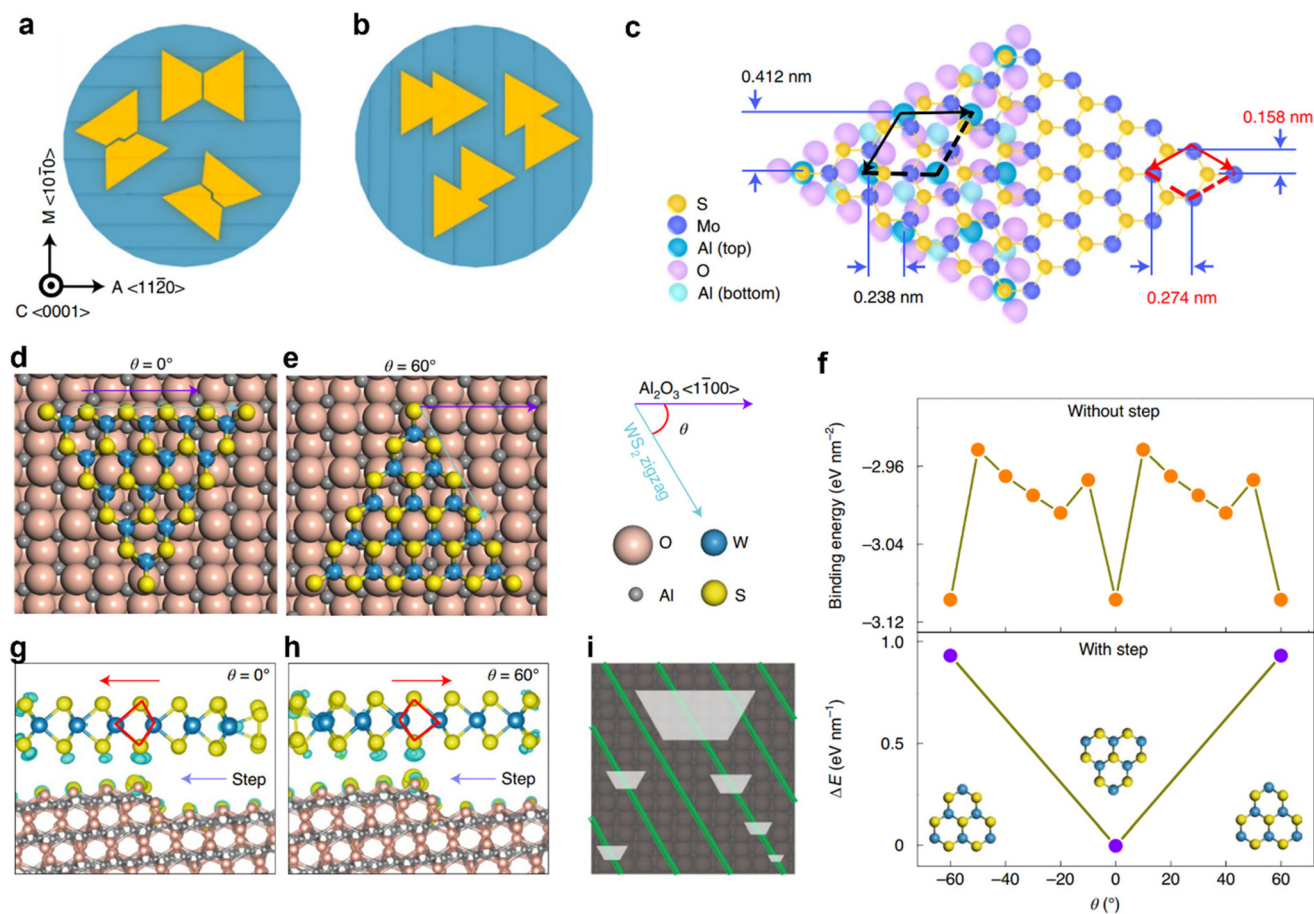 a
b
M <101̄0>
A <112̄0>
C <0001>
c
0.412 nm
0.158 nm
S
Mo
Al (top)
O
Al (bottom)
0.238 nm
0.274 nm
d
θ = 0°
e
θ = 60°
Al₂O₃ <11̄00>
θ
WS₂ zigzag
O
W
Al
S
f
Without step
Binding energy (eV nm⁻²)
−2.96
−3.04
−3.12
With step
ΔE (eV nm⁻¹)
1.0
0.5
0
−60
−40
−20
0
20
40
60
θ (°)
g
θ = 0°
Step
h
θ = 60°
Step
i